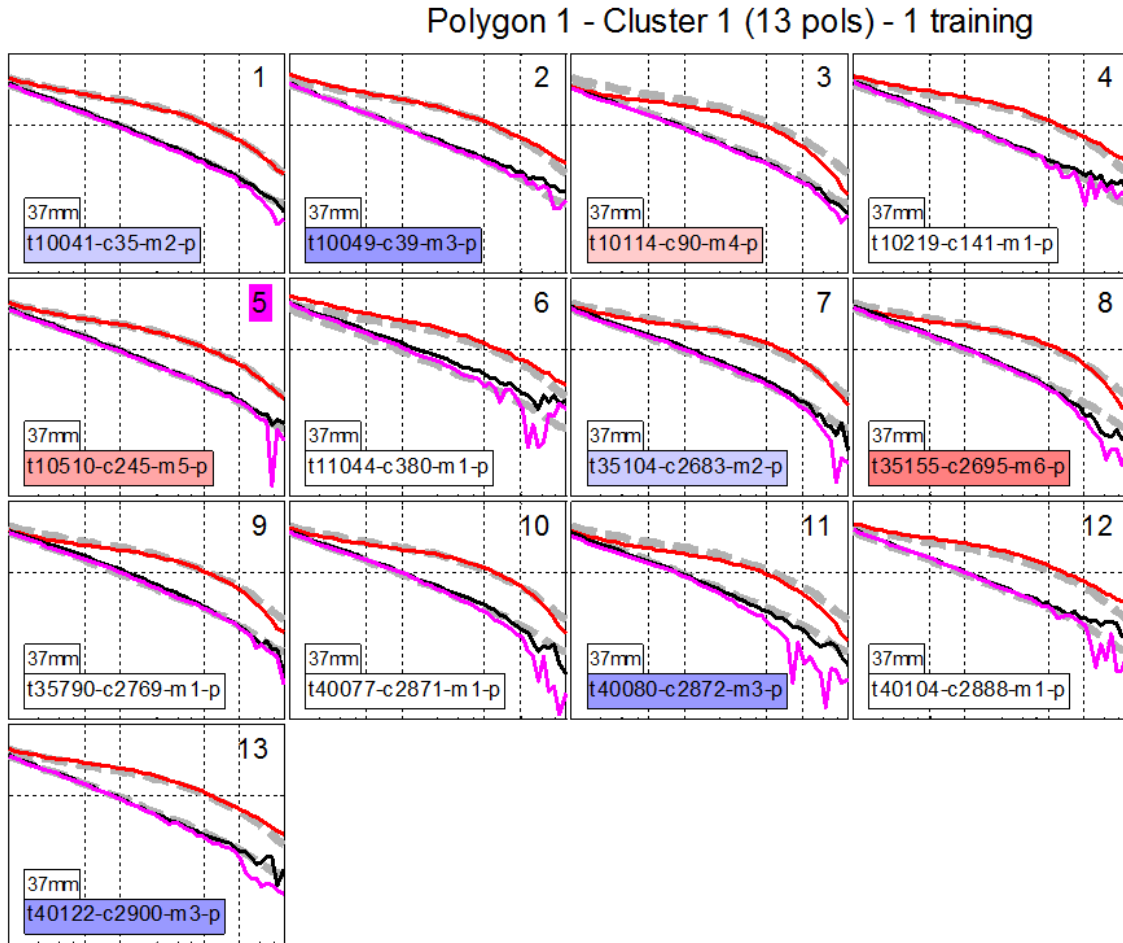 Polygon 1 - Cluster 1 (13 pols) - 1 training
1
37mm
t10041-c35-m2-p
2
37mm
t10049-c39-m3-p
3
37mm
t10114-c90-m4-p
4
37mm
t10219-c141-m1-p
5
37mm
t10510-c245-m5-p
6
37mm
t11044-c380-m1-p
7
37mm
t35104-c2683-m2-p
8
37mm
t35155-c2695-m6-p
9
37mm
t35790-c2769-m1-p
10
37mm
t40077-c2871-m1-p
11
37mm
t40080-c2872-m3-p
12
37mm
t40104-c2888-m1-p
13
37mm
t40122-c2900-m3-p